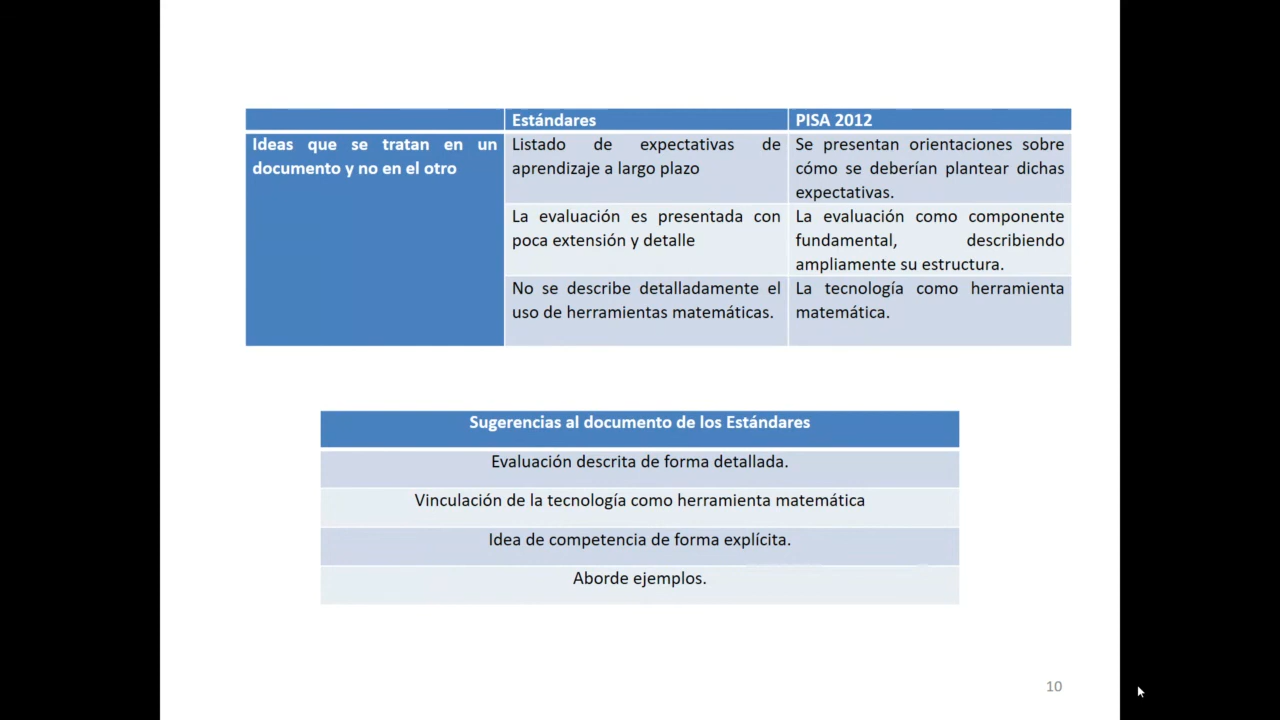 Estándares
PISA 2012
Ideas que se tratan en un
documento y no en el otro
Listado de expectativas de
aprendizaje a largo plazo
Se presentan orientaciones sobre
cómo se deberían plantear dichas
expectativas.
La evaluación es presentada con
poca extensión y detalle
La evaluación como componente
fundamental, describiendo
ampliamente su estructura.
No se describe detalladamente el
uso de herramientas matemáticas.
La tecnología como herramienta
matemática.
Sugerencias al documento de los Estándares
Evaluación descrita de forma detallada.
Vinculación de la tecnología como herramienta matemática
Idea de competencia de forma explícita.
Aborde ejemplos.
10